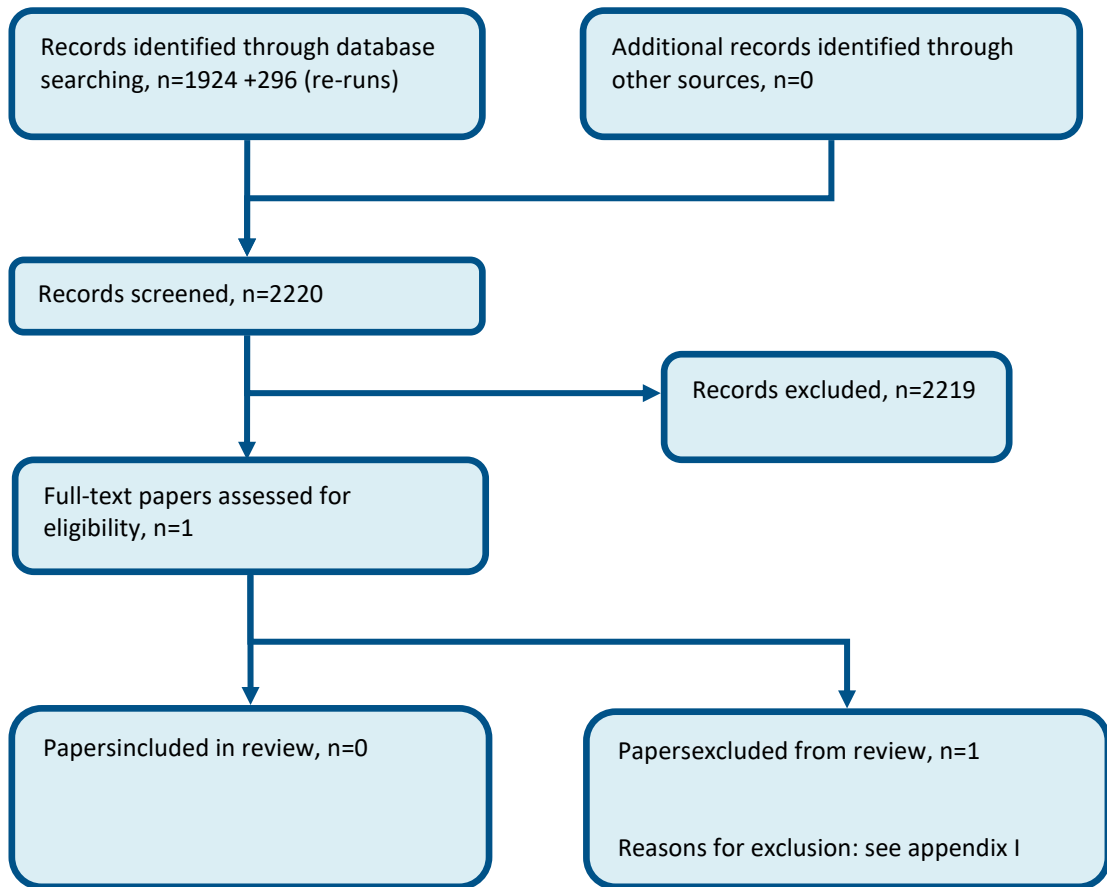 Records identified through database
searching, n=1924 +296 (re-runs)
Additional records identified through
other sources, n=0
Records screened, n=2220
Records excluded, n=2219
Full-text papers assessed for
eligibility, n=1
Papersincluded in review, n=0
Papersexcluded from review, n=1
Reasons for exclusion: see appendix I